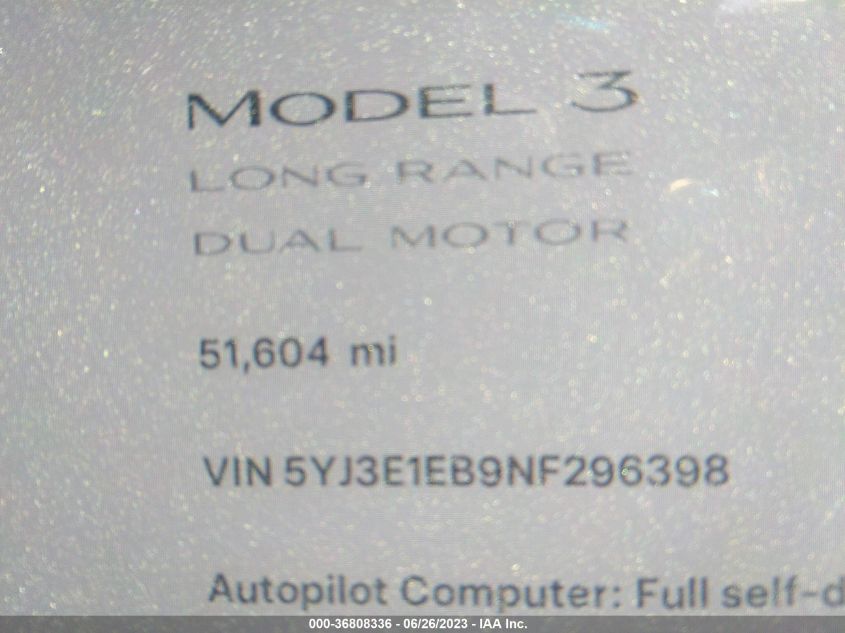 MODEL 3
LONG RANGE
DUAL MOTOR
51,604 mi
VIN 5YJ3E1EB9NF296398
Autopilot Computer: Full self-d
000-36808336 - 06/26/2023 - IAA Inc.